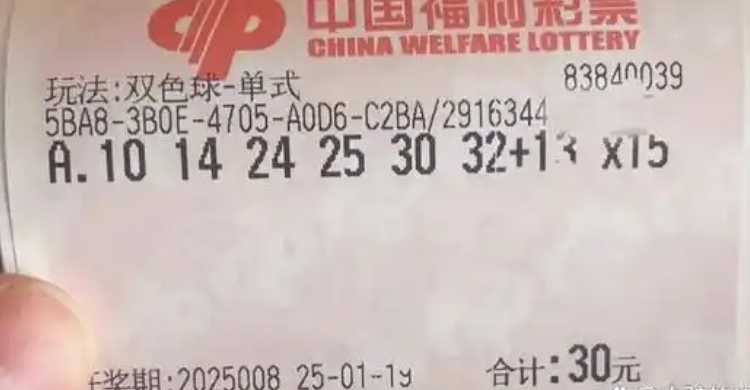 中国福利彩票
CHINA WELFARE LOTTERY
玩法:双色球-单式
83840039
5BA8-3B0E-4705-A0D6-C2BA/2916344
A.10 14 24 25 30 32+13 X15
奖期:2025008 25-01-19 合计:30元